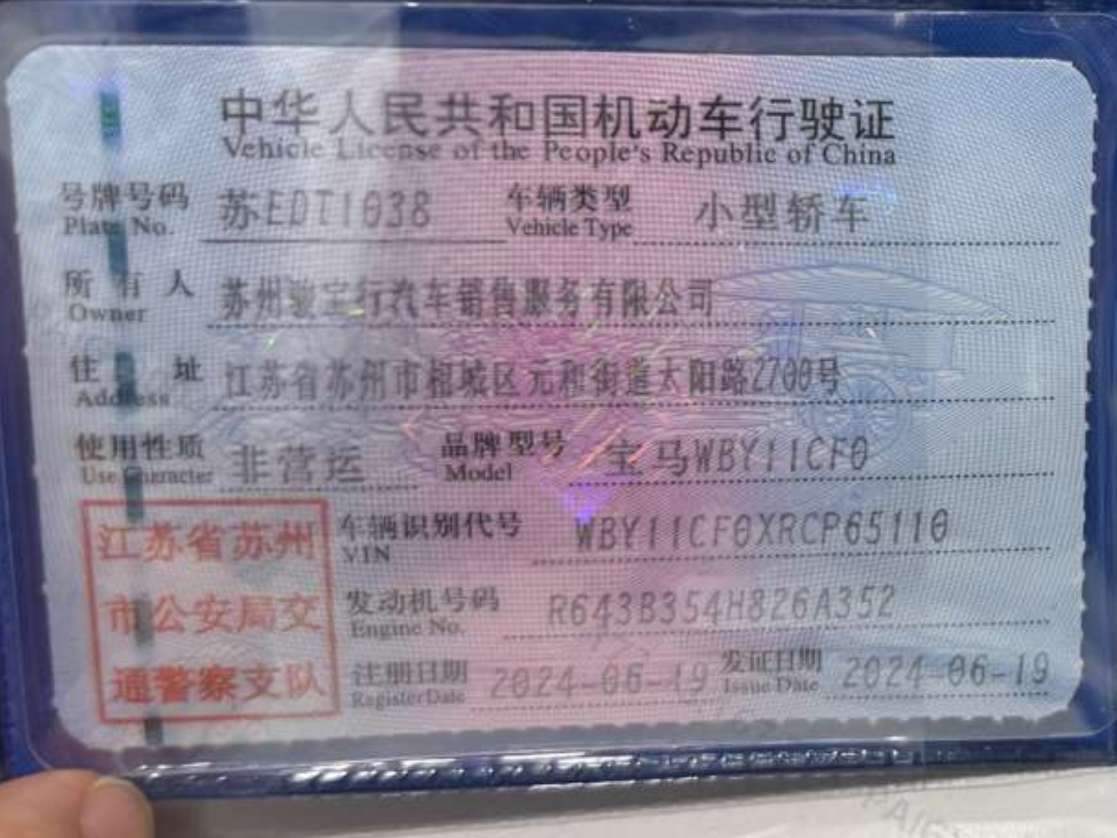 中华人民共和国机动车行驶证
Vehicle License of the People's Republic of China
号牌号码 苏EDT1038 车辆类型 小型轿车
Plate No. Vehicle Type
所有人 苏州骏宝行汽车销售服务有限公司
Owner
住址 江苏省苏州市相城区元和街道太阳路2700号
Address
使用性质 非营运 品牌型号 宝马WBY11CF0
Use Character Model
江苏省苏州
市公安局交
通警察支队
车辆识别代号 WBY11CF0XRCP65110
VIN
发动机号码 R643B354H826A352
Engine No.
注册日期 2024-06-19 发证日期 2024-06-19
Register Date Issue Date